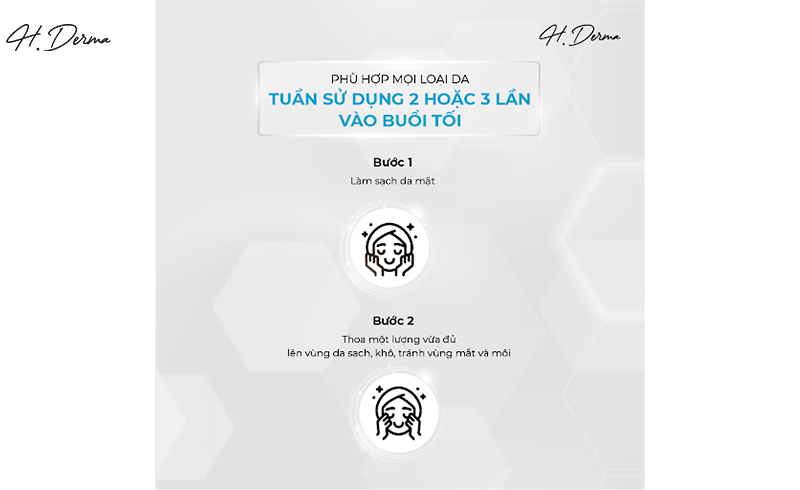 H. Derma
H. Derma
PHÙ HỢP MỌI LOẠI DA
TUẦN SỬ DỤNG 2 HOẶC 3 LẦN
VÀO BUỔI TỐI
Bước 1
Làm sạch da mặt
Bước 2
Thoa một lượng vừa đủ
lên vùng da sạch, khô, tránh vùng mắt và môi